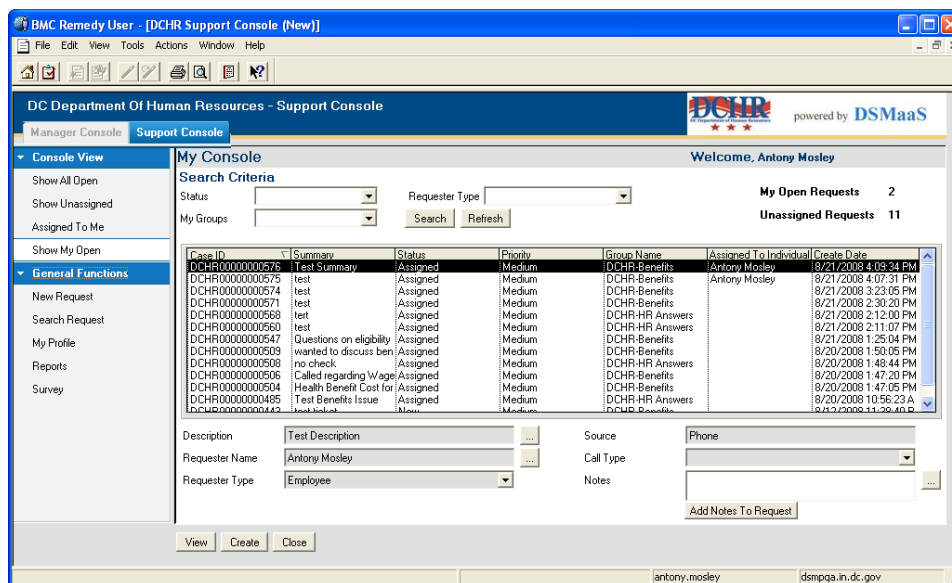 BMC Remedy User - [DCHR Support Console (New)]
File Edit View Tools Actions Window Help
DC Department Of Human Resources - Support Console
DCHR
powered by DSMaaS
Manager Console Support Console
Console View
Show All Open
Show Unassigned
Assigned To Me
Show My Open
General Functions
New Request
Search Request
My Profile
Reports
Survey
My Console Welcome, Antony Mosley
Search Criteria
Status Requester Type My Open Requests 2
My Groups Search Refresh Unassigned Requests 11
Case ID Summary Status Priority Group Name Assigned To Individual Create Date
DCHR00000000576 Test Summary Assigned Medium DCHR-Benefits Antony Mosley 8/21/2008 4:09:34 PM
DCHR00000000575 test Assigned Medium DCHR-Benefits Antony Mosley 8/21/2008 4:07:31 PM
DCHR00000000574 test Assigned Medium DCHR-Benefits 8/21/2008 3:23:05 PM
DCHR00000000571 test Assigned Medium DCHR-Benefits 8/21/2008 2:30:20 PM
DCHR00000000568 tert Assigned Medium DCHR-HR Answers 8/21/2008 2:12:00 PM
DCHR00000000560 test Assigned Medium DCHR-HR Answers 8/21/2008 2:11:07 PM
DCHR00000000547 Questions on eligibility Assigned Medium DCHR-Benefits 8/21/2008 1:25:04 PM
DCHR00000000509 wanted to discuss ben Assigned Medium DCHR-Benefits 8/20/2008 1:50:05 PM
DCHR00000000508 no check Assigned Medium DCHR-HR Answers 8/20/2008 1:48:44 PM
DCHR00000000506 Called regarding Wage Assigned Medium DCHR-Benefits 8/20/2008 1:47:20 PM
DCHR00000000504 Health Benefit Cost for Assigned Medium DCHR-Benefits 8/20/2008 1:47:05 PM
DCHR00000000485 Test Benefits Issue Assigned Medium DCHR-HR Answers 8/20/2008 10:56:23 A
DCHR00000000443 test ticket New Medium DCHR-Benefits 8/12/2008 11:28:40 P
Description Test Description ... Source Phone
Requester Name Antony Mosley ... Call Type
Requester Type Employee Notes ...
Add Notes To Request
View Create Close
antony.mosley dsmpqa.in.dc.gov